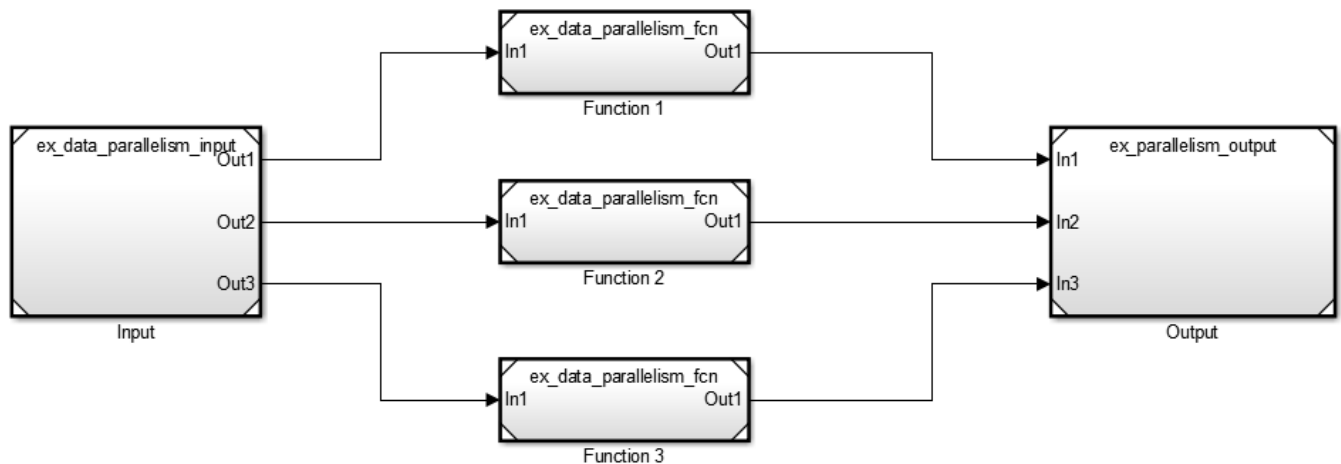 ex_data_parallelism_fcn
In1 Out1
Function 1
ex_data_parallelism_input
Out1
Out2
Out3
Input
ex_data_parallelism_fcn
In1 Out1
Function 2
ex_data_parallelism_fcn
In1 Out1
Function 3
ex_parallelism_output
In1
In2
In3
Output